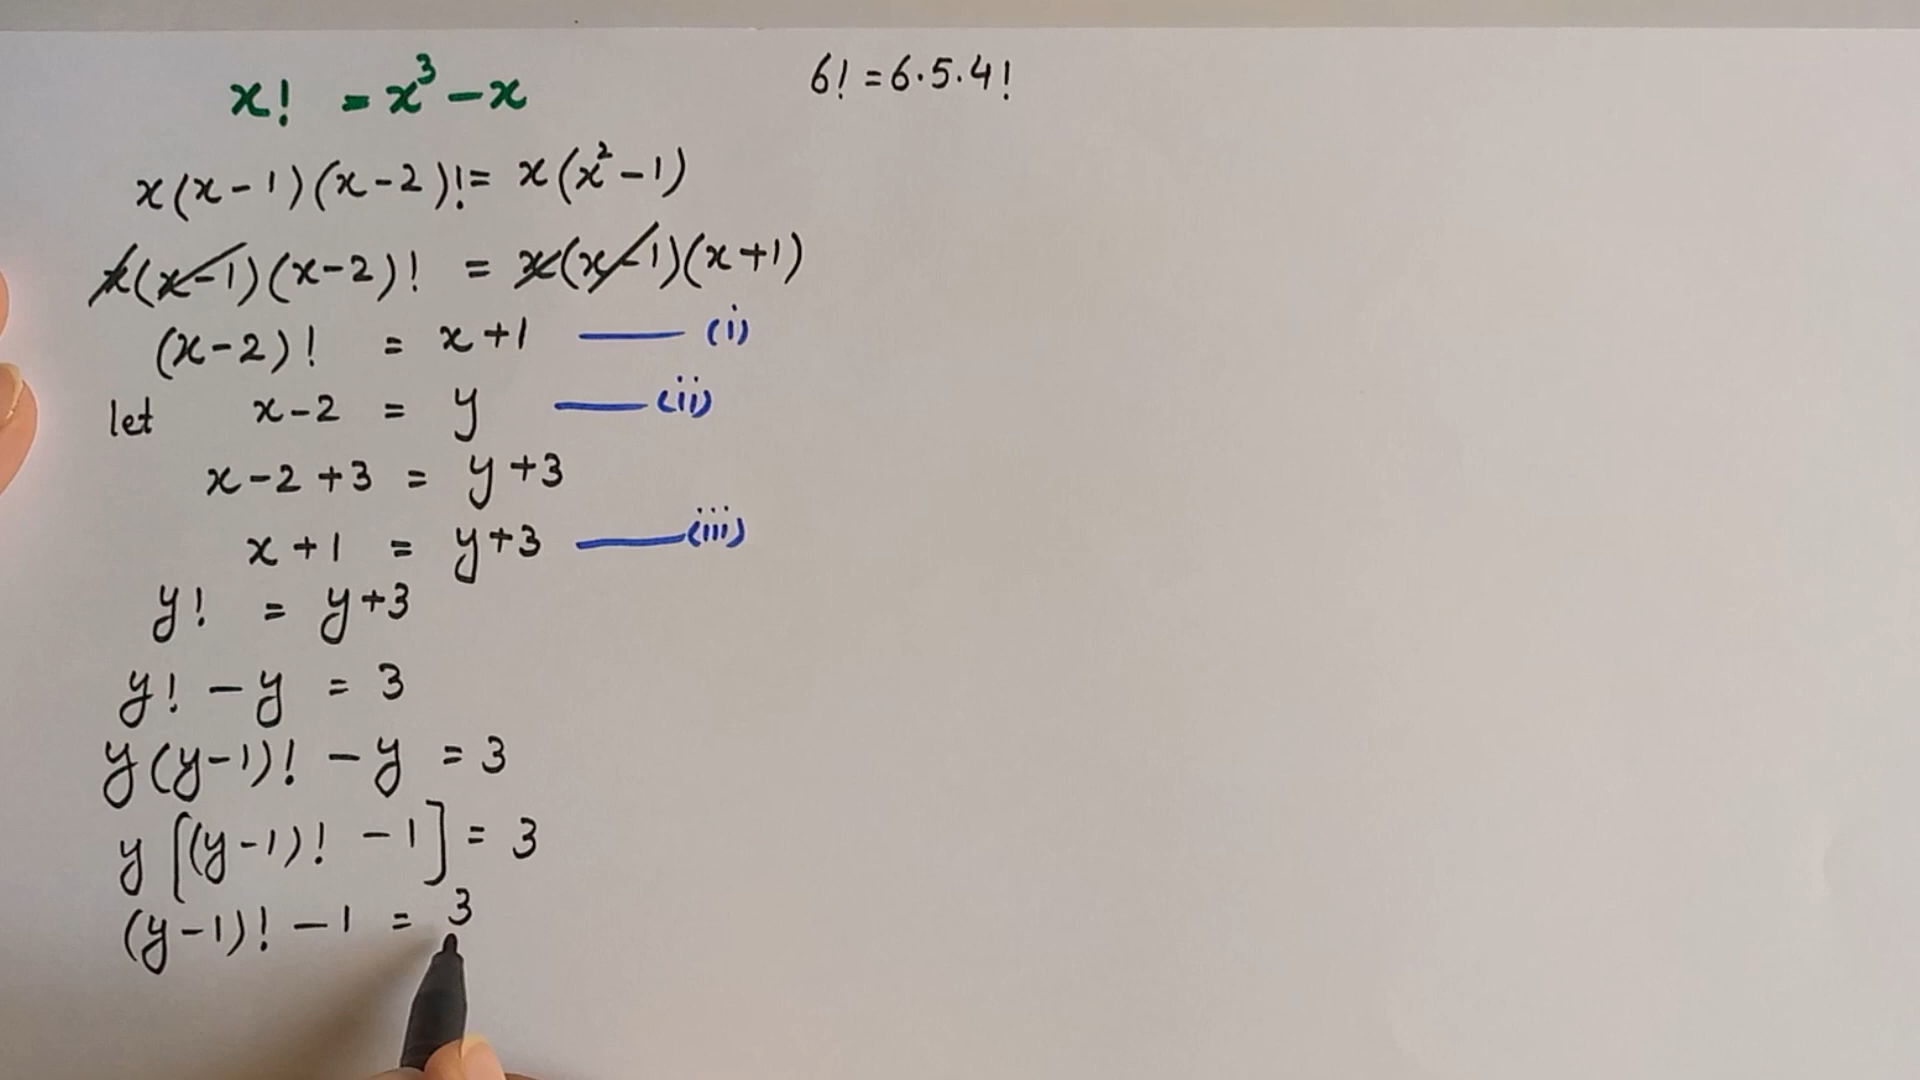 x! = x³ - x
6! = 6·5·4!
x(x-1)(x-2)! = x(x²-1)
x(x-1)(x-2)! = x(x-1)(x+1)
(x-2)! = x+1 —— (i)
let x-2 = y —— (ii)
x-2+3 = y+3
x+1 = y+3 —— (iii)
y! = y+3
y! - y = 3
y(y-1)! - y = 3
y[(y-1)! - 1] = 3
(y-1)! - 1 = 3